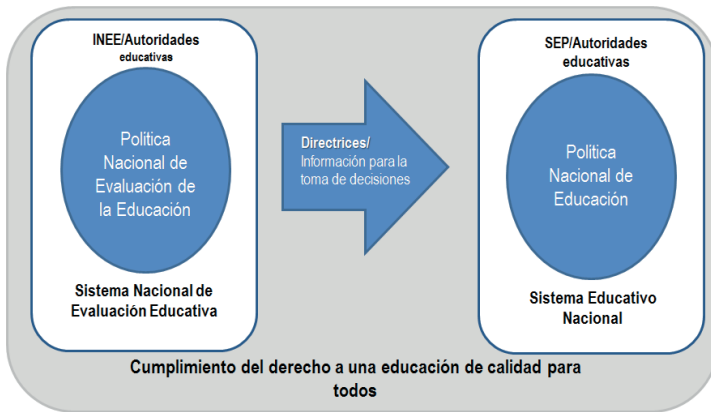 INEE/Autoridades
educativas
Política
Nacional de
Evaluación de
la Educación
Sistema Nacional de
Evaluación Educativa
Directrices/
Información para la
toma de decisiones
SEP/Autoridades
educativas
Política
Nacional de
Educación
Sistema Educativo
Nacional
Cumplimiento del derecho a una educación de calidad para
todos